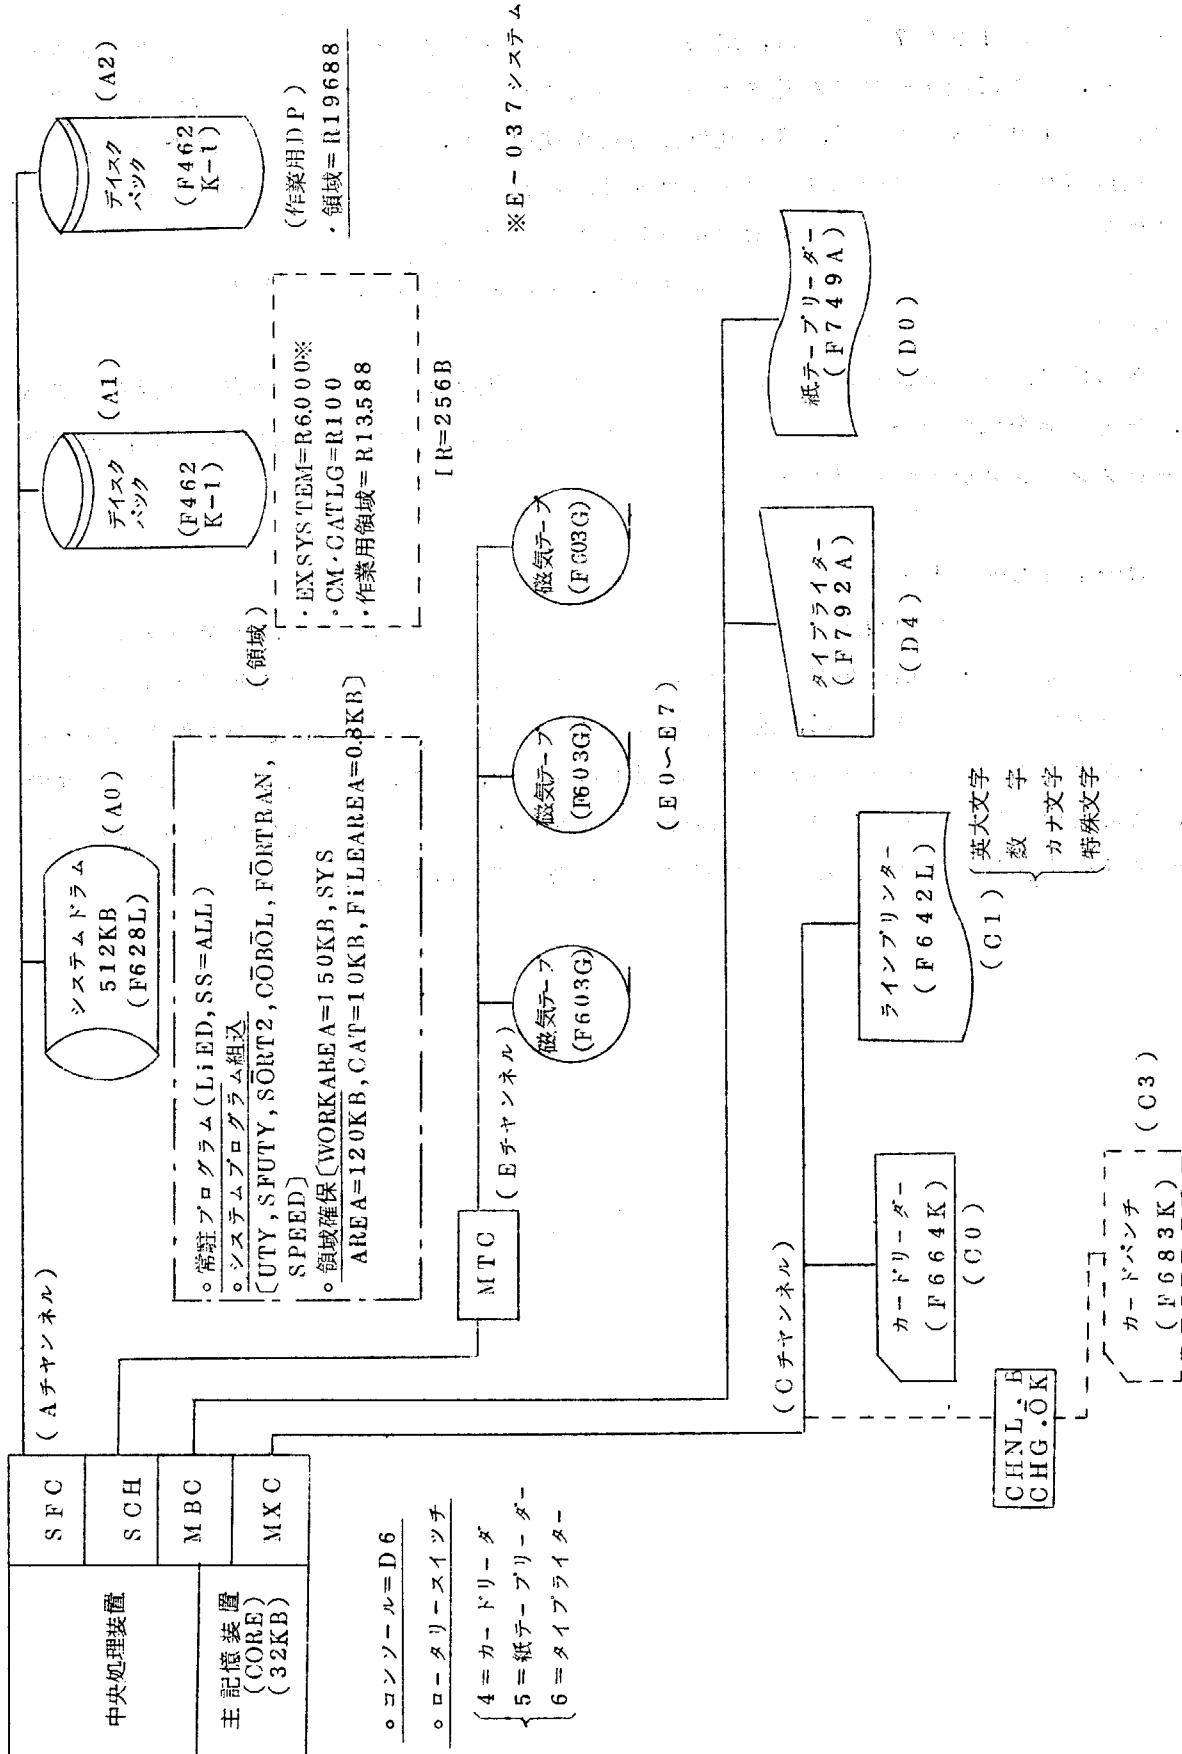 中央処理装置
主記憶装置
(CORE)
(32KB)
SFC
SCH
MBC
MXC
(Aチャンネル)
システムドラム
512KB
(F628L)
(A0)
ディスク
パック
(F462
K-1)
(A1)
ディスク
パック
(F462
K-1)
(A2)
。常駐プログラム(LiED,SS=ALL)
。システムプログラム組込
〔UTY,SFUTY,SŌRT2,CŌBŌL,FŌRTRAN,
SPEED〕
。領域確保〔WORKAREA=150KB,SYS
AREA=120KB,CAT=10KB,FiLEAREA=0.8KB〕
(領域)
・EXSYSTEM=R6000※
・CM・CATLG=R100
・作業用領域=R13588
1R=256B
(作業用DP)
・領域=R19688
※E-037システム
MTC
(Eチャンネル)
磁気テープ
(F603G)
磁気テープ
(F603G)
磁気テープ
(F603G)
(E0〜E7)
タイプライター
(F792A)
(D4)
紙テープリーダー
(F749A)
(D0)
(Cチャンネル)
カードリーダー
(F664K)
(C0)
ラインプリンター
(F642L)
(C1)
英大文字
数 字
カナ文字
特殊文字
CHNL.B
CHG.OK
カードパンチ
(F683K)
(C3)
。コンソール=D6
。ロータリースイッチ
4=カードリーダ
5=紙テープリーダー
6=タイプライター